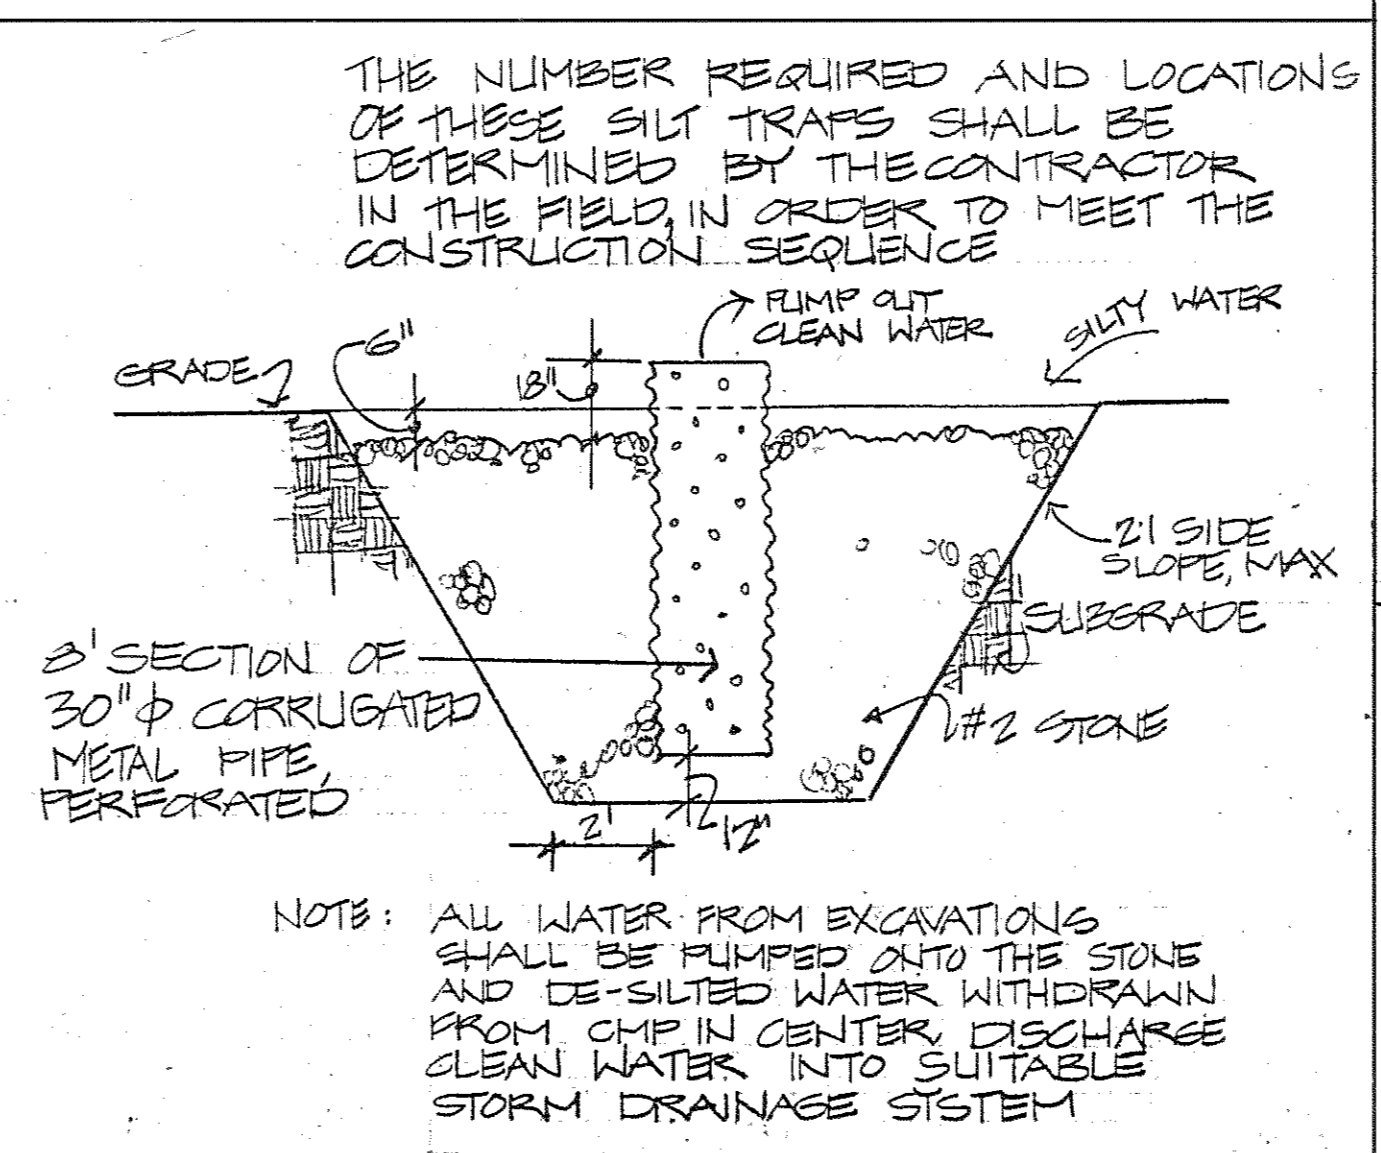 THE NUMBER REQUIRED AND LOCATIONS
OF THESE SILT TRAPS SHALL BE
DETERMINED BY THE CONTRACTOR
IN THE FIELD, IN ORDER TO MEET THE
CONSTRUCTION SEQUENCE
PUMP OUT
CLEAN WATER
SILTY WATER
GRADE
6"
18"
2:1 SIDE
SLOPE, MAX
SUBGRADE
8' SECTION OF
30" ϕ CORRUGATED
METAL PIPE,
PERFORATED
#2 STONE
2'
12"
NOTE: ALL WATER FROM EXCAVATIONS
SHALL BE PUMPED ONTO THE STONE
AND DE-SILTED WATER WITHDRAWN
FROM CMP IN CENTER. DISCHARGE
CLEAN WATER INTO SUITABLE
STORM DRAINAGE SYSTEM